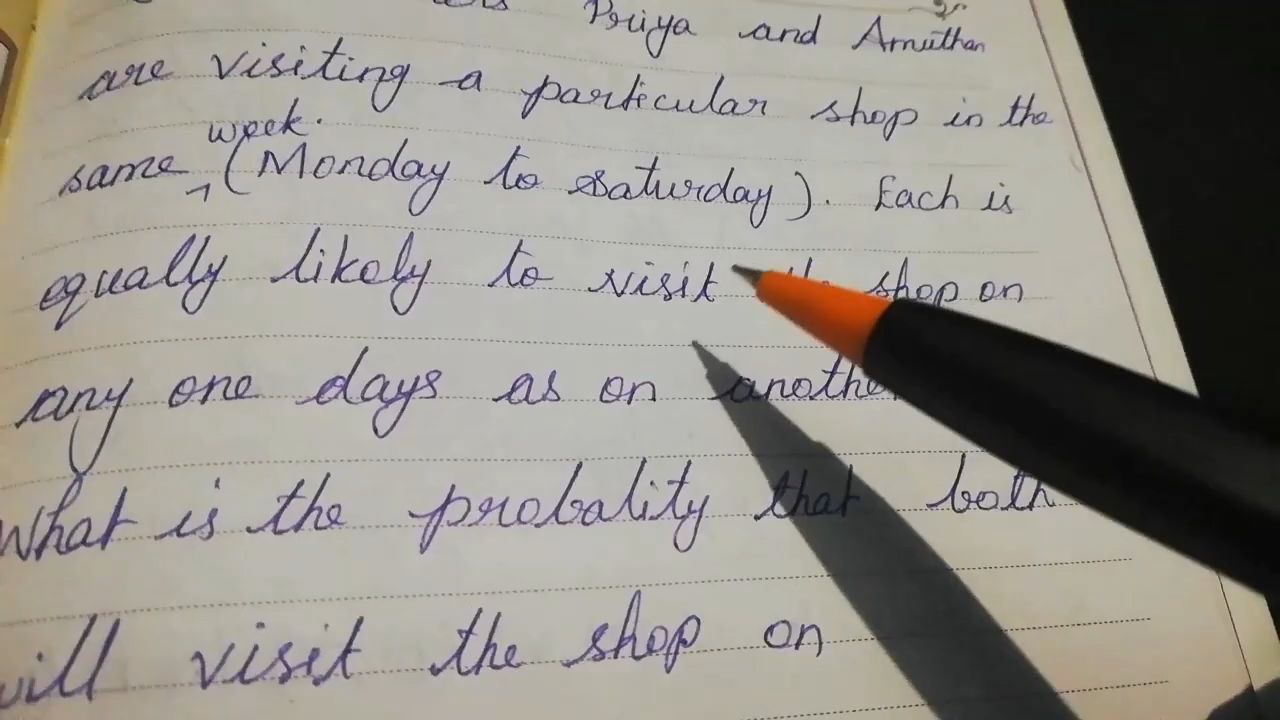 Priya and Amuthan
are visiting a particular shop in the
week.
same (Monday to Saturday). Each is
equally likely to visit the shop on
any one days as on another
What is the probality that both
will visit the shop on